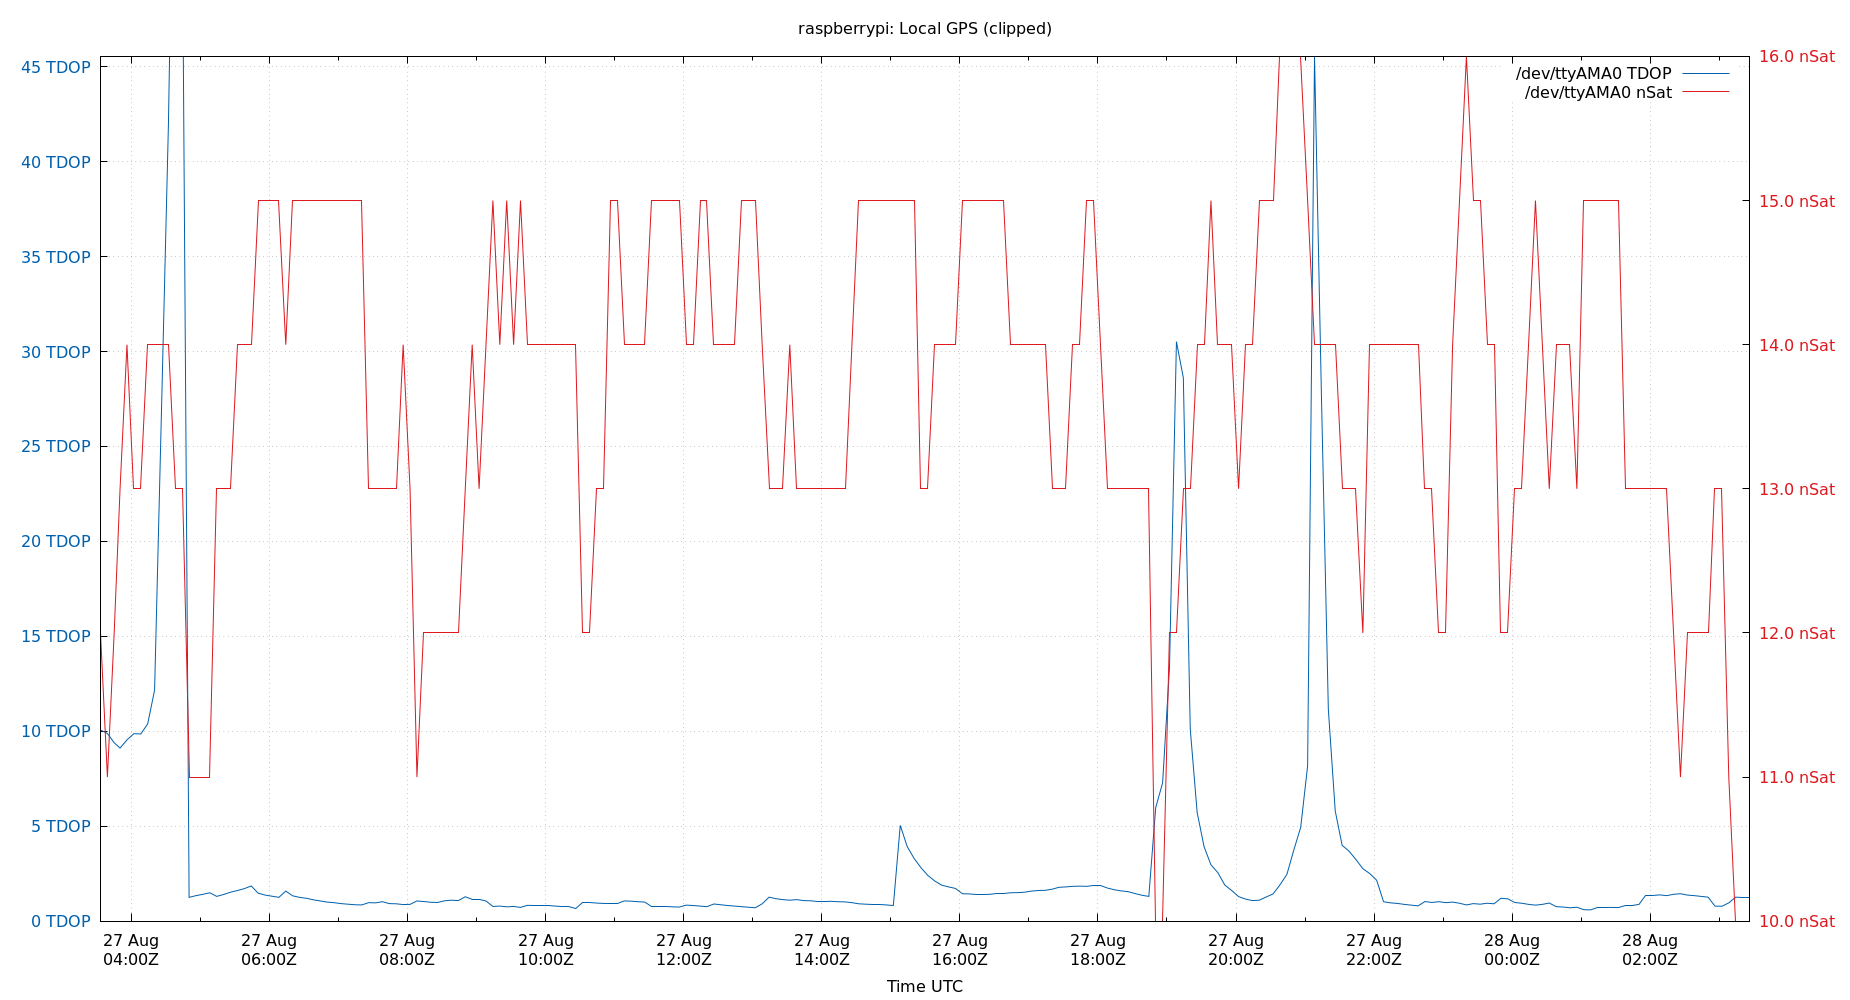 raspberrypi: Local GPS (clipped)
/dev/ttyAMA0 TDOP
/dev/ttyAMA0 nSat
45 TDOP
40 TDOP
35 TDOP
30 TDOP
25 TDOP
20 TDOP
15 TDOP
10 TDOP
5 TDOP
0 TDOP
16.0 nSat
15.0 nSat
14.0 nSat
13.0 nSat
12.0 nSat
11.0 nSat
10.0 nSat
27 Aug
04:00Z
27 Aug
06:00Z
27 Aug
08:00Z
27 Aug
10:00Z
27 Aug
12:00Z
27 Aug
14:00Z
27 Aug
16:00Z
27 Aug
18:00Z
27 Aug
20:00Z
27 Aug
22:00Z
28 Aug
00:00Z
28 Aug
02:00Z
Time UTC